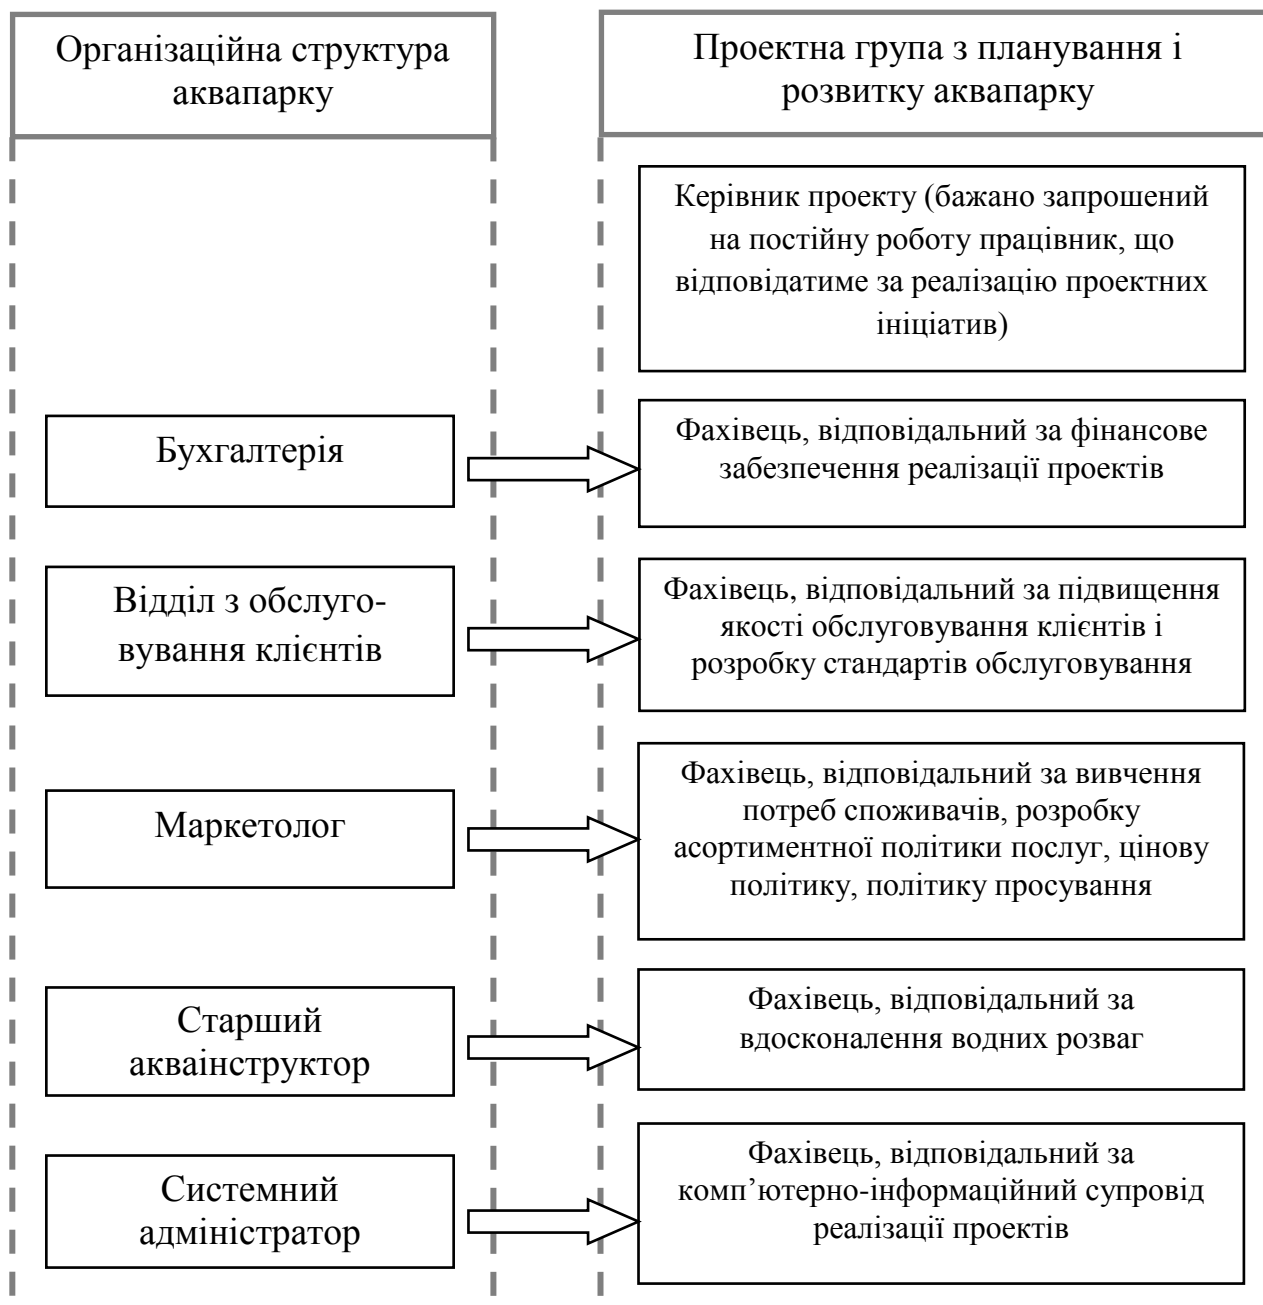 Організаційна структура
аквапарку
Проектна група з планування і
розвитку аквапарку
Керівник проекту (бажано запрошений
на постійну роботу працівник, що
відповідатиме за реалізацію проектних
ініціатив)
Бухгалтерія
Фахівець, відповідальний за фінансове
забезпечення реалізації проектів
Відділ з обслуго-
вування клієнтів
Фахівець, відповідальний за підвищення
якості обслуговування клієнтів і
розробку стандартів обслуговування
Маркетолог
Фахівець, відповідальний за вивчення
потреб споживачів, розробку
асортиментної політики послуг, цінову
політику, політику просування
Старший
акваінструктор
Фахівець, відповідальний за
вдосконалення водних розваг
Системний
адміністратор
Фахівець, відповідальний за
комп’ютерно-інформаційний супровід
реалізації проектів